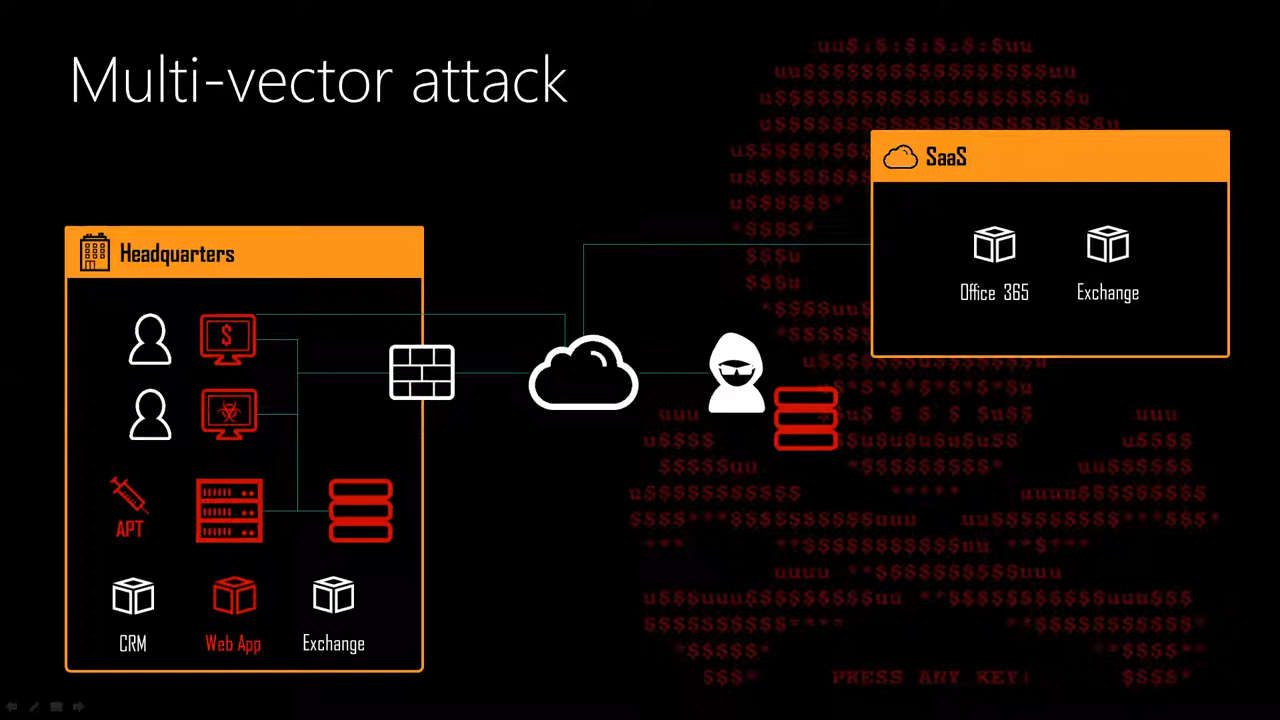 Multi-vector attack
SaaS
Headquarters
Office 365
Exchange
$
APT
CRM
Web App
Exchange
PRESS ANY KEY!